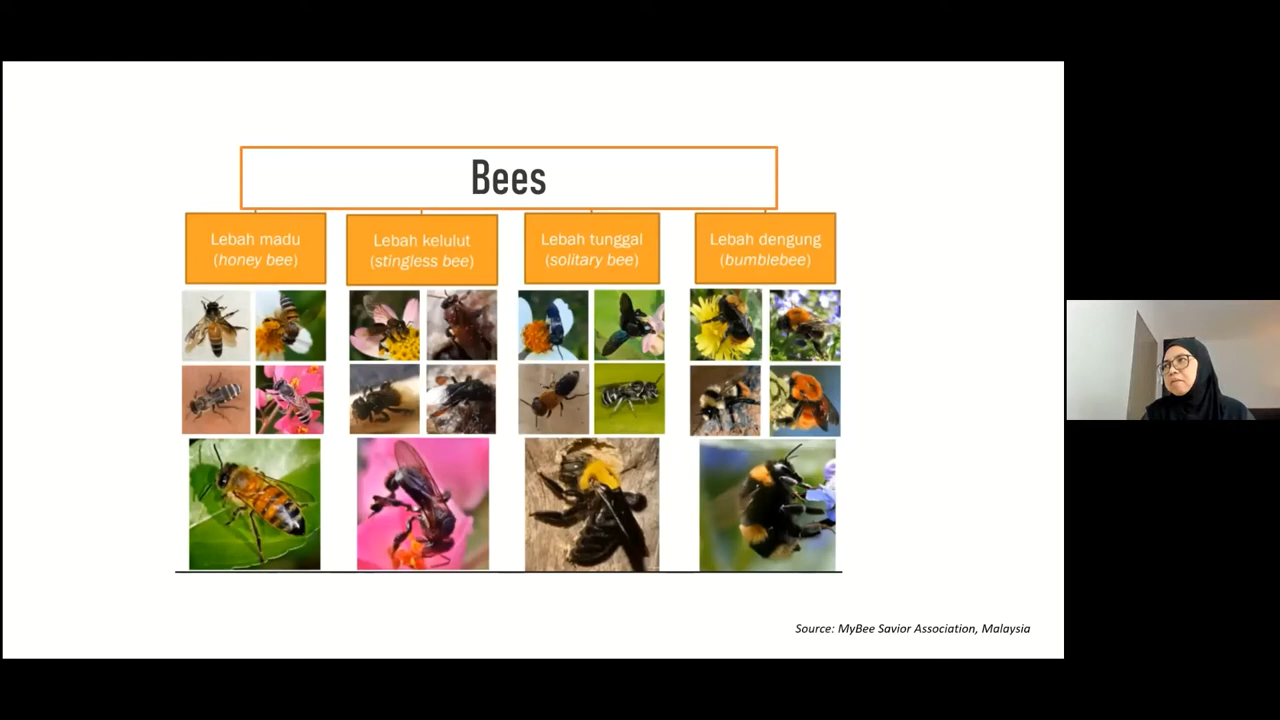 Bees
Lebah madu
(honey bee)
Lebah kelulut
(stingless bee)
Lebah tunggal
(solitary bee)
Lebah dengung
(bumblebee)
Source: MyBee Savior Association, Malaysia